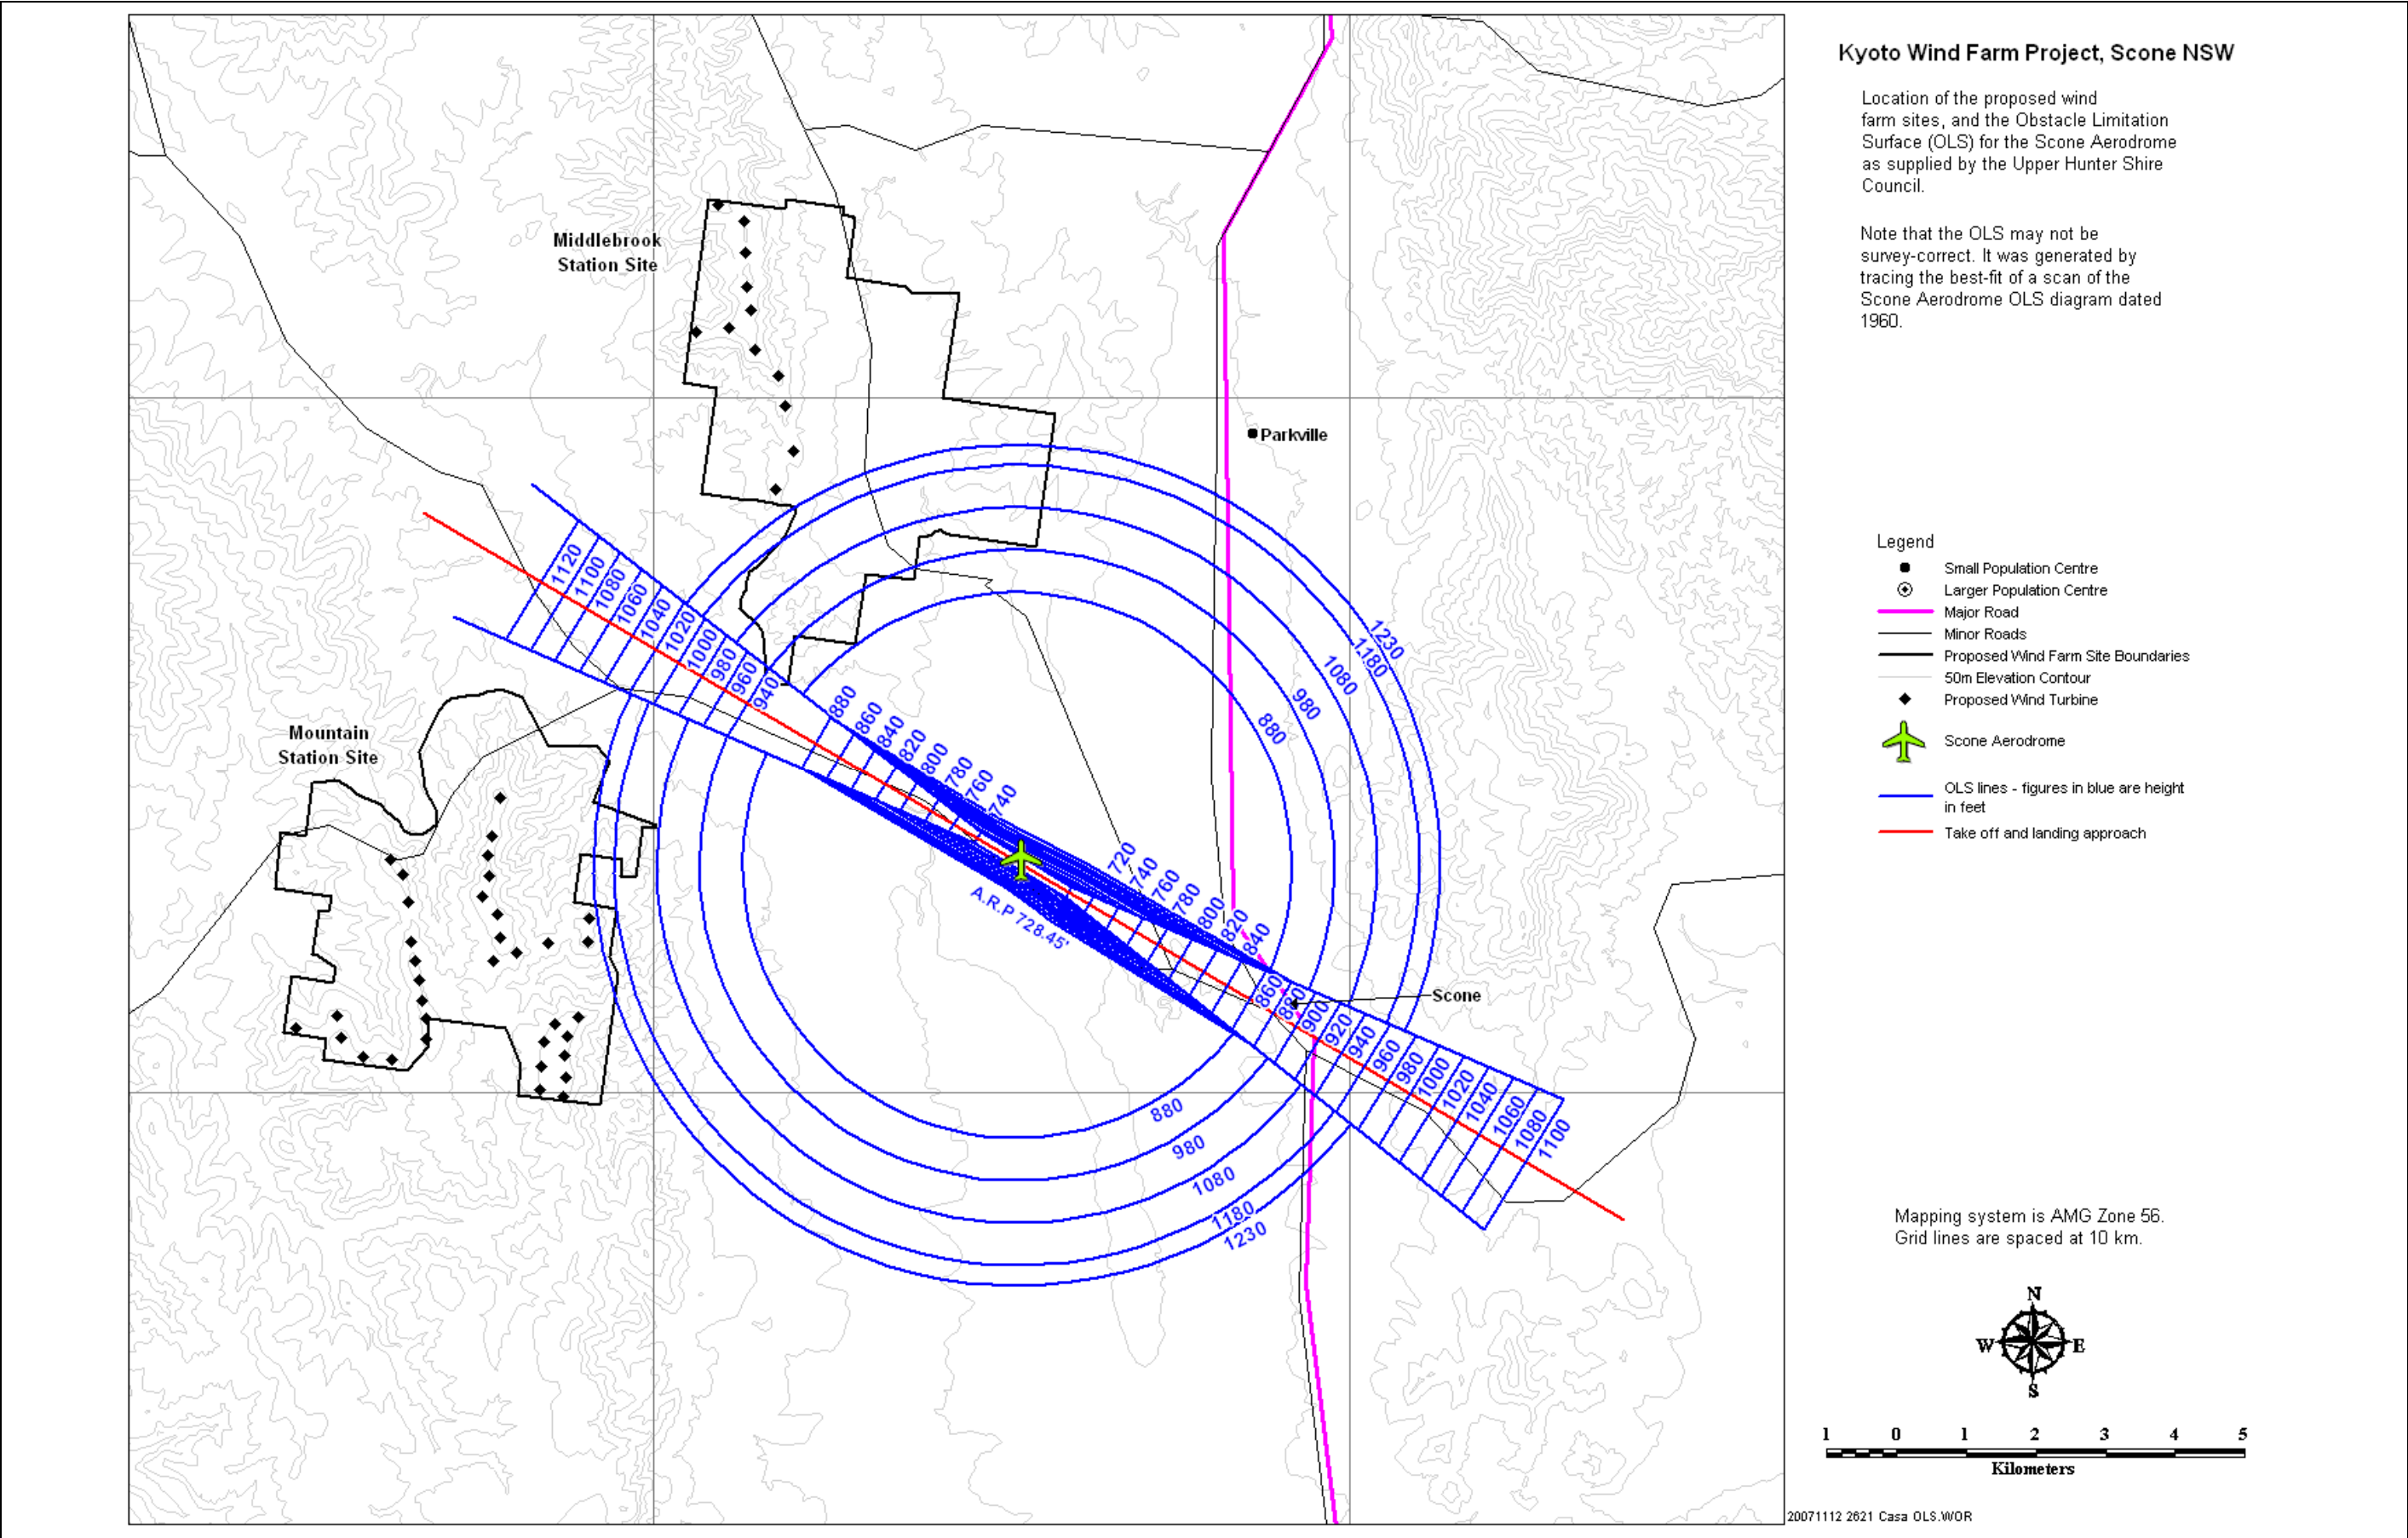 Kyoto Wind Farm Project, Scone NSW
Location of the proposed wind
farm sites, and the Obstacle Limitation
Surface (OLS) for the Scone Aerodrome
as supplied by the Upper Hunter Shire
Council.
Note that the OLS may not be
survey-correct. It was generated by
tracing the best-fit of a scan of the
Scone Aerodrome OLS diagram dated
1960.
Middlebrook
Station Site
Parkville
Mountain
Station Site
Scone
1120
1100
1080
1060
1040
1020
1000
980
960
940
880
860
840
820
800
780
760
740
A.R.P 728.45'
720
740
760
780
800
820
840
860
880
900
920
940
960
980
1000
1020
1040
1060
1080
1100
1230
1180
1080
980
880
880
980
1080
1180
1230
Legend
Small Population Centre
Larger Population Centre
Major Road
Minor Roads
Proposed Wind Farm Site Boundaries
50m Elevation Contour
Proposed Wind Turbine
Scone Aerodrome
OLS lines - figures in blue are height
in feet
Take off and landing approach
Mapping system is AMG Zone 56.
Grid lines are spaced at 10 km.
N
W E
S
1 0 1 2 3 4 5
Kilometers
20071112 2621 Casa OLS.WOR